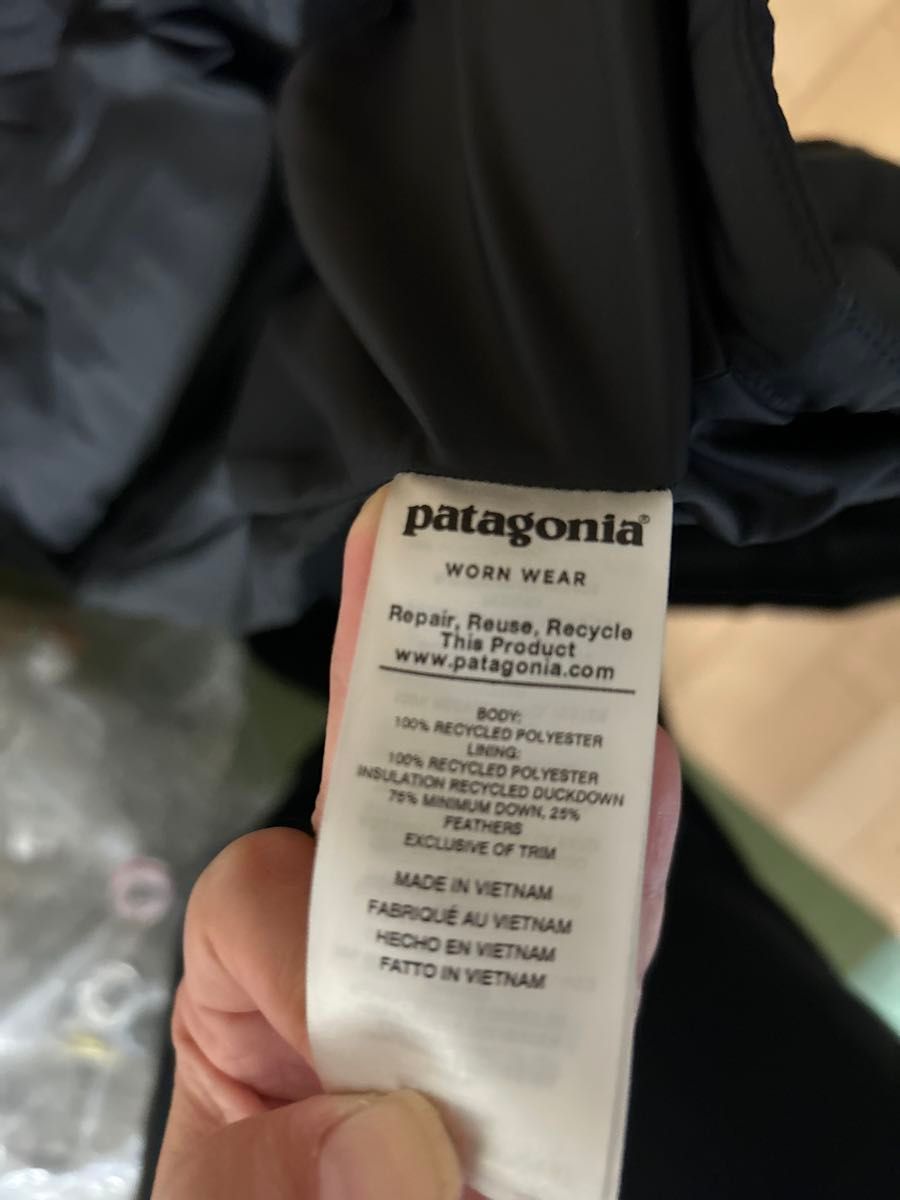 patagonia®
WORN WEAR
Repair, Reuse, Recycle
This Product
www.patagonia.com
BODY:
100% RECYCLED POLYESTER
LINING:
100% RECYCLED POLYESTER
INSULATION RECYCLED DUCKDOWN
75% MINIMUM DOWN, 25%
FEATHERS
EXCLUSIVE OF TRIM
MADE IN VIETNAM
FABRIQUÉ AU VIETNAM
HECHO EN VIETNAM
FATTO IN VIETNAM